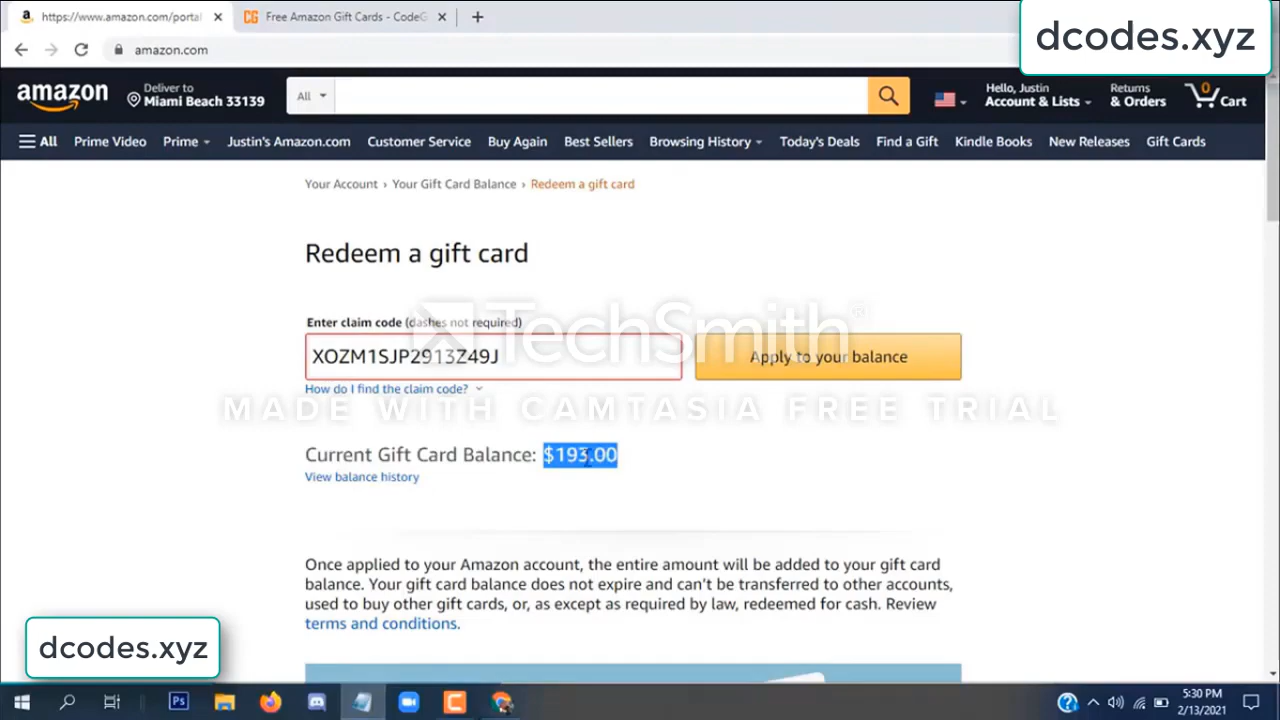 https://www.amazon.com/portal
Free Amazon Gift Cards - CodeG
amazon.com
dcodes.xyz
amazon
Deliver to
Miami Beach 33139
All
Hello, Justin
Account & Lists
Returns
& Orders
0
Cart
All Prime Video Prime Justin's Amazon.com Customer Service Buy Again Best Sellers Browsing History Today's Deals Find a Gift Kindle Books New Releases Gift Cards
Your Account › Your Gift Card Balance › Redeem a gift card
Redeem a gift card
Enter claim code (dashes not required)
TechSmith®
XOZM1SJP2913Z49J
Apply to your balance
How do I find the claim code?
MADE WITH CAMTASIA FREE TRIAL
Current Gift Card Balance: $193.00
View balance history
Once applied to your Amazon account, the entire amount will be added to your gift card
balance. Your gift card balance does not expire and can't be transferred to other accounts,
used to buy other gift cards, or, as except as required by law, redeemed for cash. Review
terms and conditions.
dcodes.xyz
Ps
5:30 PM
2/13/2021